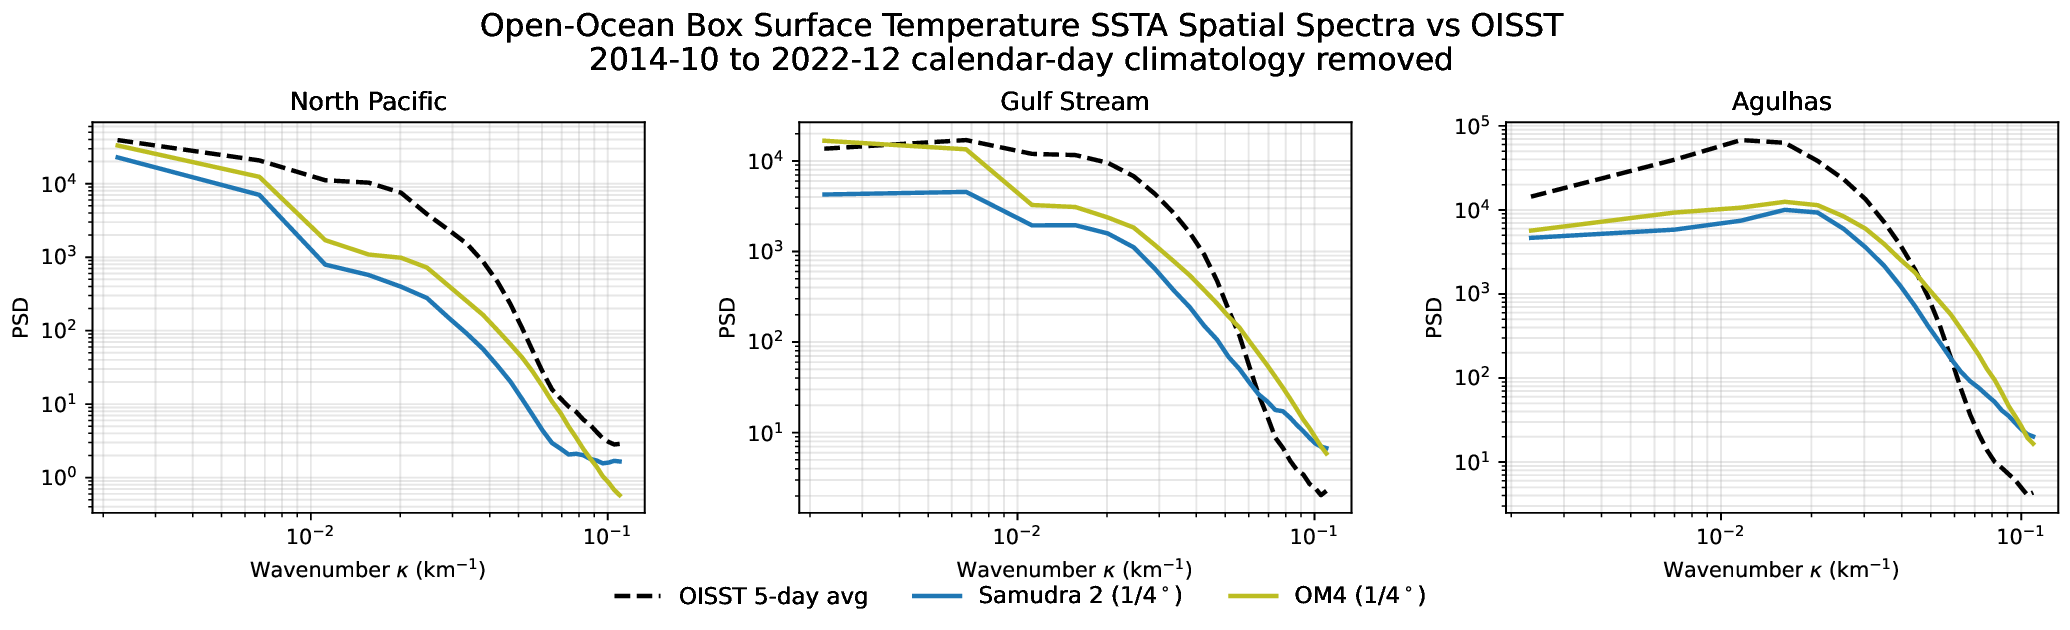 Open-Ocean Box Surface Temperature SSTA Spatial Spectra vs OISST
2014-10 to 2022-12 calendar-day climatology removed
North Pacific
PSD
10⁴
10³
10²
10¹
10⁰
10⁻²
10⁻¹
Wavenumber κ (km⁻¹)
Gulf Stream
PSD
10⁴
10³
10²
10¹
10⁻²
10⁻¹
Wavenumber κ (km⁻¹)
Agulhas
PSD
10⁵
10⁴
10³
10²
10¹
10⁻²
10⁻¹
Wavenumber κ (km⁻¹)
OISST 5-day avg
Samudra 2 (1/4°)
OM4 (1/4°)